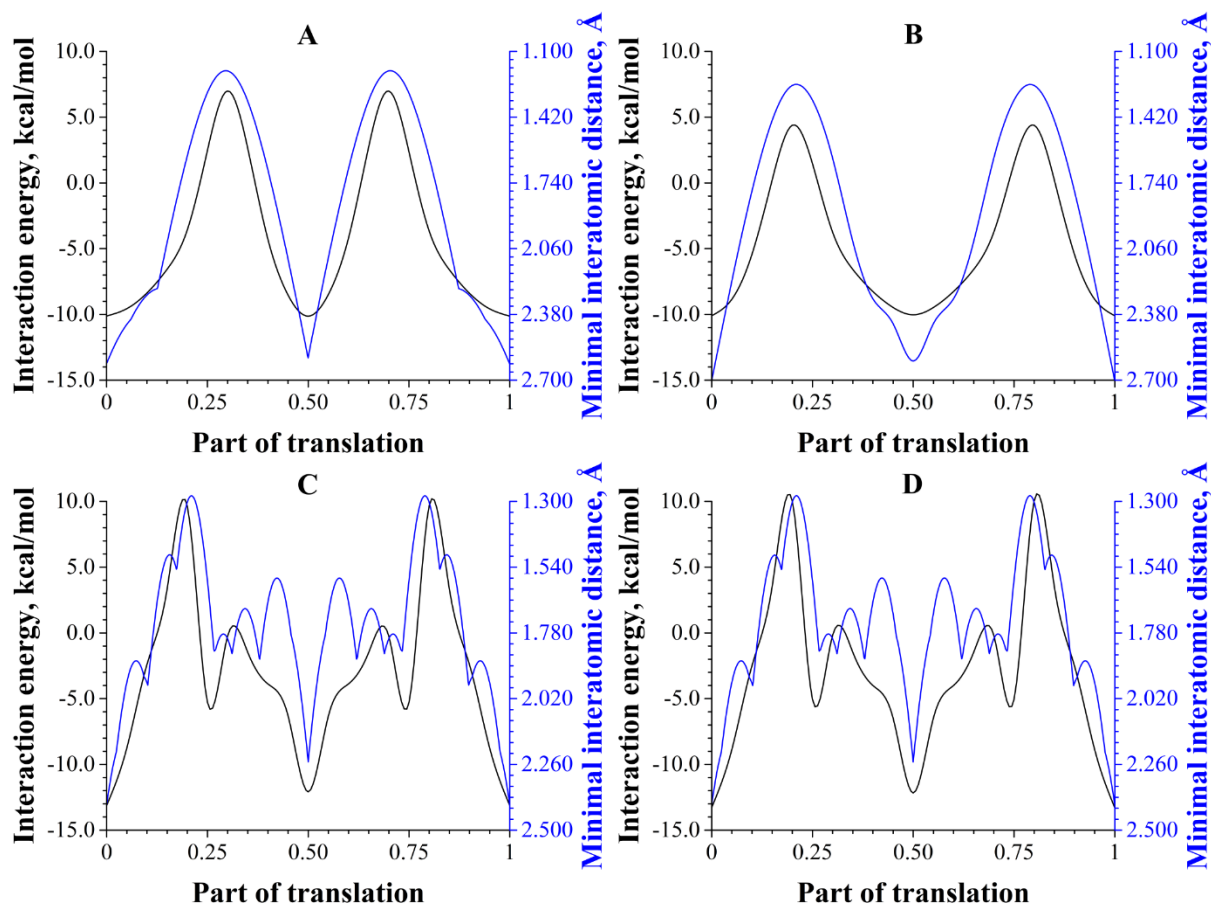 A
Interaction energy, kcal/mol
10.0
5.0
0.0
-5.0
-10.0
-15.0
0 0.25 0.50 0.75 1
Part of translation
1.100
1.420
1.740
2.060
2.380
2.700
Minimal interatomic distance, Å
B
Interaction energy, kcal/mol
10.0
5.0
0.0
-5.0
-10.0
-15.0
0 0.25 0.50 0.75 1
Part of translation
1.100
1.420
1.740
2.060
2.380
2.700
Minimal interatomic distance, Å
C
Interaction energy, kcal/mol
10.0
5.0
0.0
-5.0
-10.0
-15.0
0 0.25 0.50 0.75 1
Part of translation
1.300
1.540
1.780
2.020
2.260
2.500
Minimal interatomic distance, Å
D
Interaction energy, kcal/mol
10.0
5.0
0.0
-5.0
-10.0
-15.0
0 0.25 0.50 0.75 1
Part of translation
1.300
1.540
1.780
2.020
2.260
2.500
Minimal interatomic distance, Å